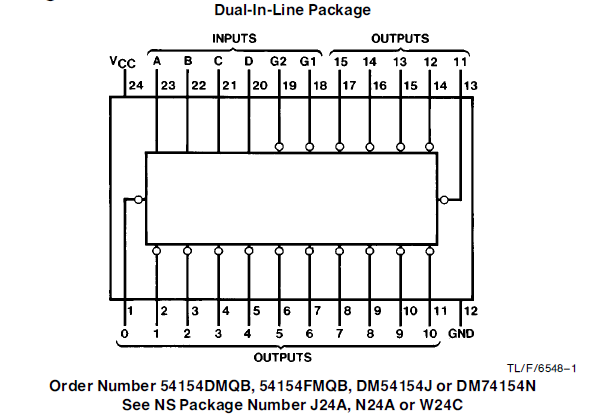 Dual-In-Line Package
INPUTS OUTPUTS
VCC A B C D G2 G1 15 14 13 12 11
24 23 22 21 20 19 18 17 16 15 14 13
1 2 3 4 5 6 7 8 9 10 11 12
0 1 2 3 4 5 6 7 8 9 10 GND
OUTPUTS
TL/F/6548–1
Order Number 54154DMQB, 54154FMQB, DM54154J or DM74154N
See NS Package Number J24A, N24A or W24C